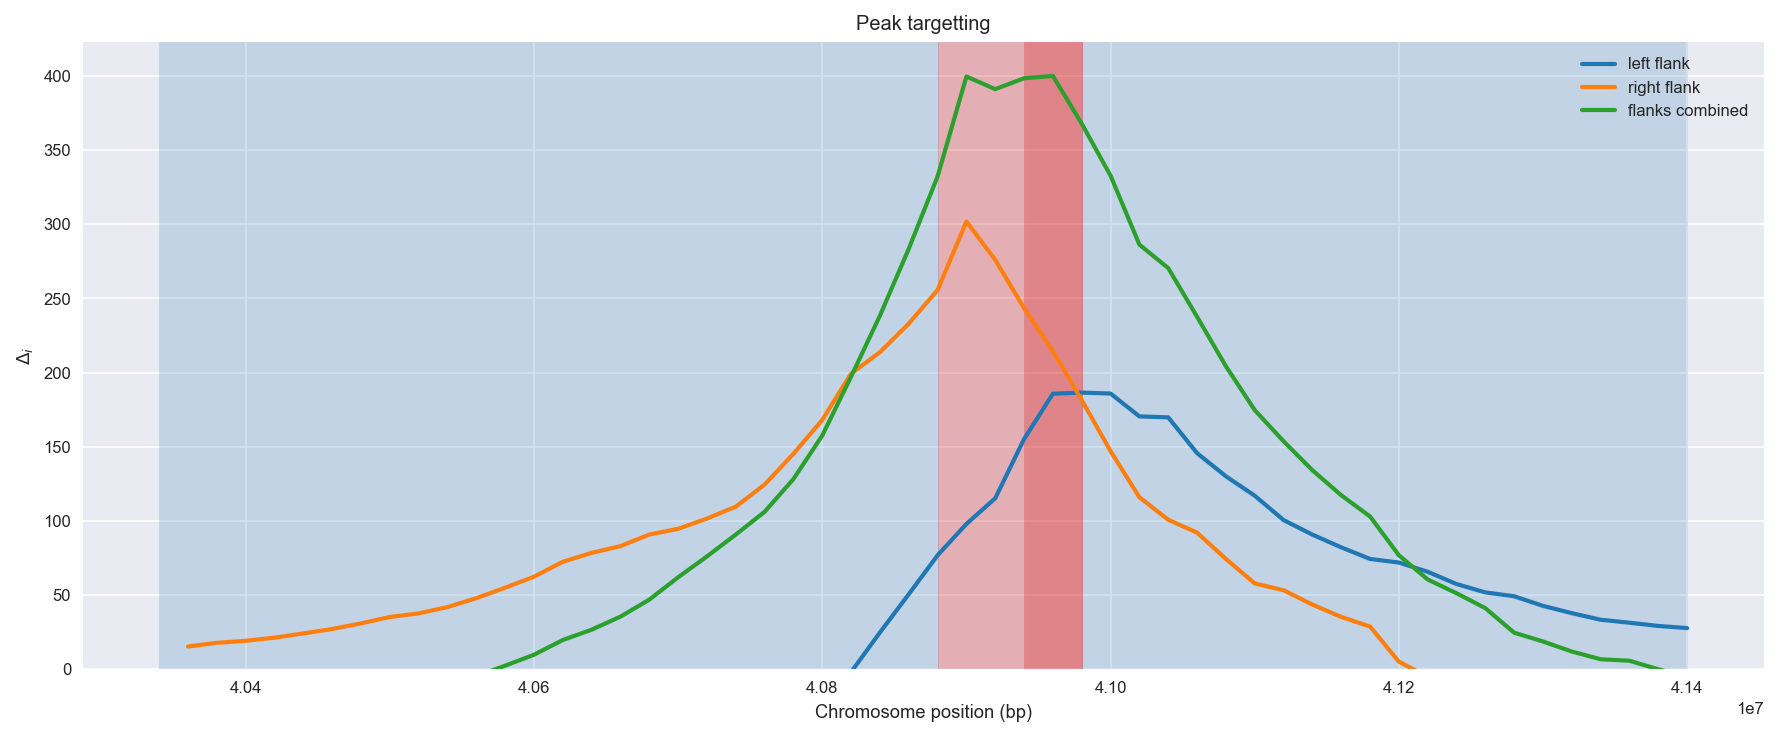 Peak targetting
400
350
300
250
200
150
100
50
0
Δi
left flank
right flank
flanks combined
4.04
4.06
4.08
4.10
4.12
4.14
1e7
Chromosome position (bp)